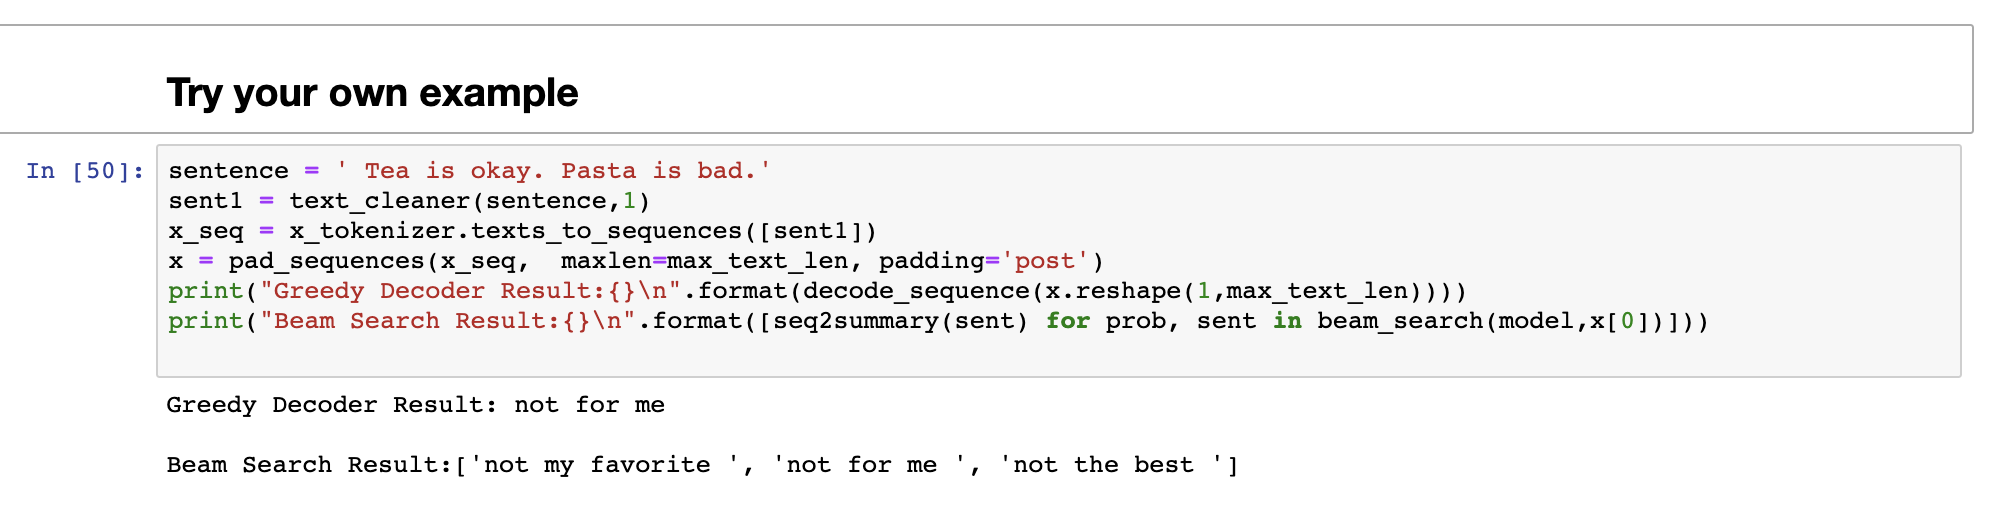 Try your own example
In [50]:
sentence = ' Tea is okay. Pasta is bad.'
sent1 = text_cleaner(sentence,1)
x_seq = x_tokenizer.texts_to_sequences([sent1])
x = pad_sequences(x_seq,  maxlen=max_text_len, padding='post')
print("Greedy Decoder Result:{}\n".format(decode_sequence(x.reshape(1,max_text_len))))
print("Beam Search Result:{}\n".format([seq2summary(sent) for prob, sent in beam_search(model,x[0])]))
Greedy Decoder Result: not for me
Beam Search Result:['not my favorite ', 'not for me ', 'not the best ']